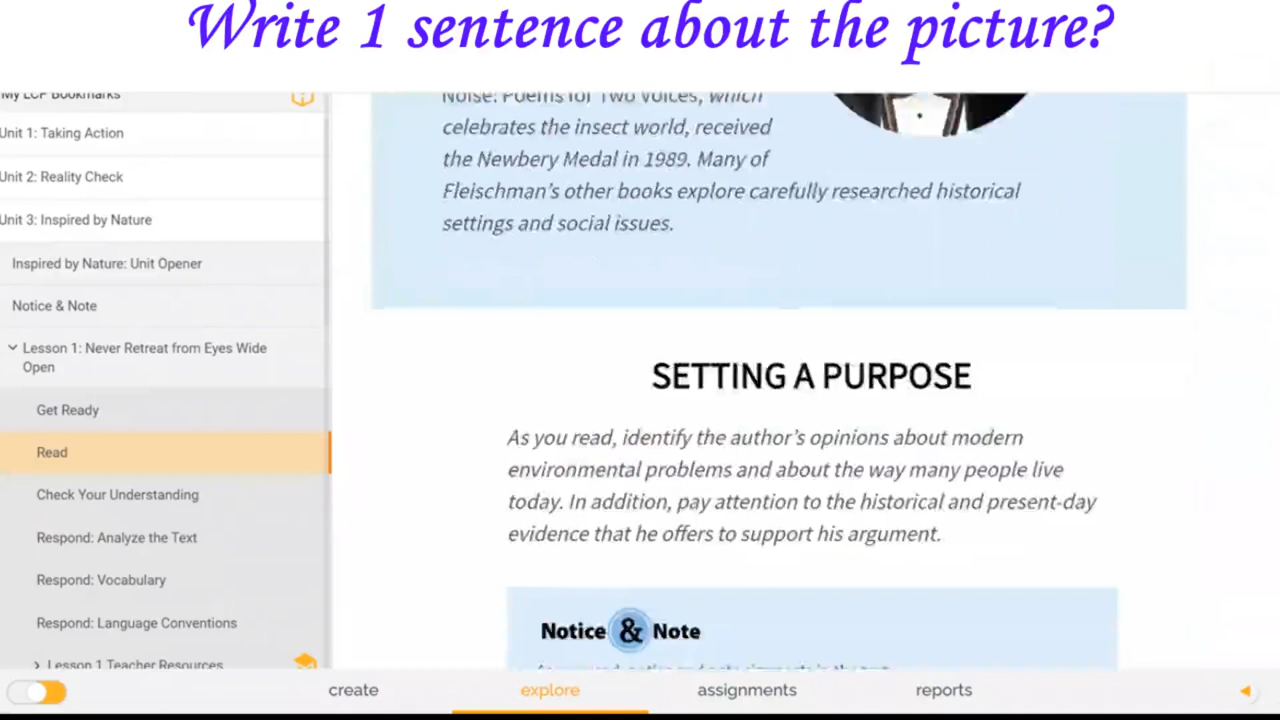 Write 1 sentence about the picture?
My LCP Bookmarks
Unit 1: Taking Action
Unit 2: Reality Check
Unit 3: Inspired by Nature
Inspired by Nature: Unit Opener
Notice & Note
Lesson 1: Never Retreat from Eyes Wide
Open
Get Ready
Read
Check Your Understanding
Respond: Analyze the Text
Respond: Vocabulary
Respond: Language Conventions
Lesson 1 Teacher Resources
Noise: Poems for Two Voices, which
celebrates the insect world, received
the Newbery Medal in 1989. Many of
Fleischman's other books explore carefully researched historical
settings and social issues.
SETTING A PURPOSE
As you read, identify the author's opinions about modern
environmental problems and about the way many people live
today. In addition, pay attention to the historical and present-day
evidence that he offers to support his argument.
Notice & Note
create
explore
assignments
reports